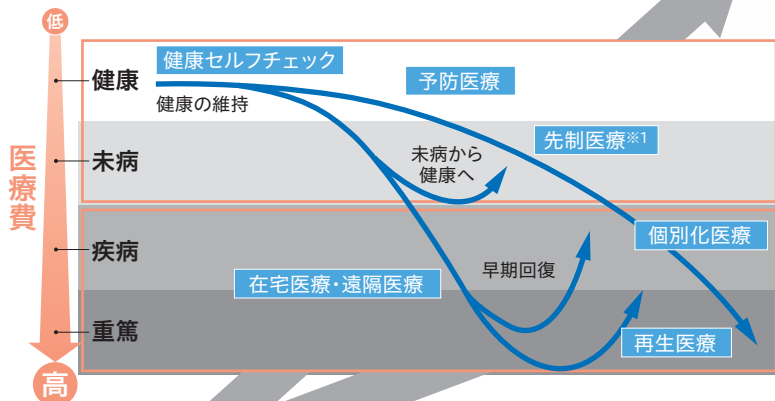 低
医療費
高
健康
未病
疾病
重篤
健康セルフチェック
健康の維持
予防医療
先制医療※1
未病から
健康へ
個別化医療
早期回復
在宅医療・遠隔医療
再生医療